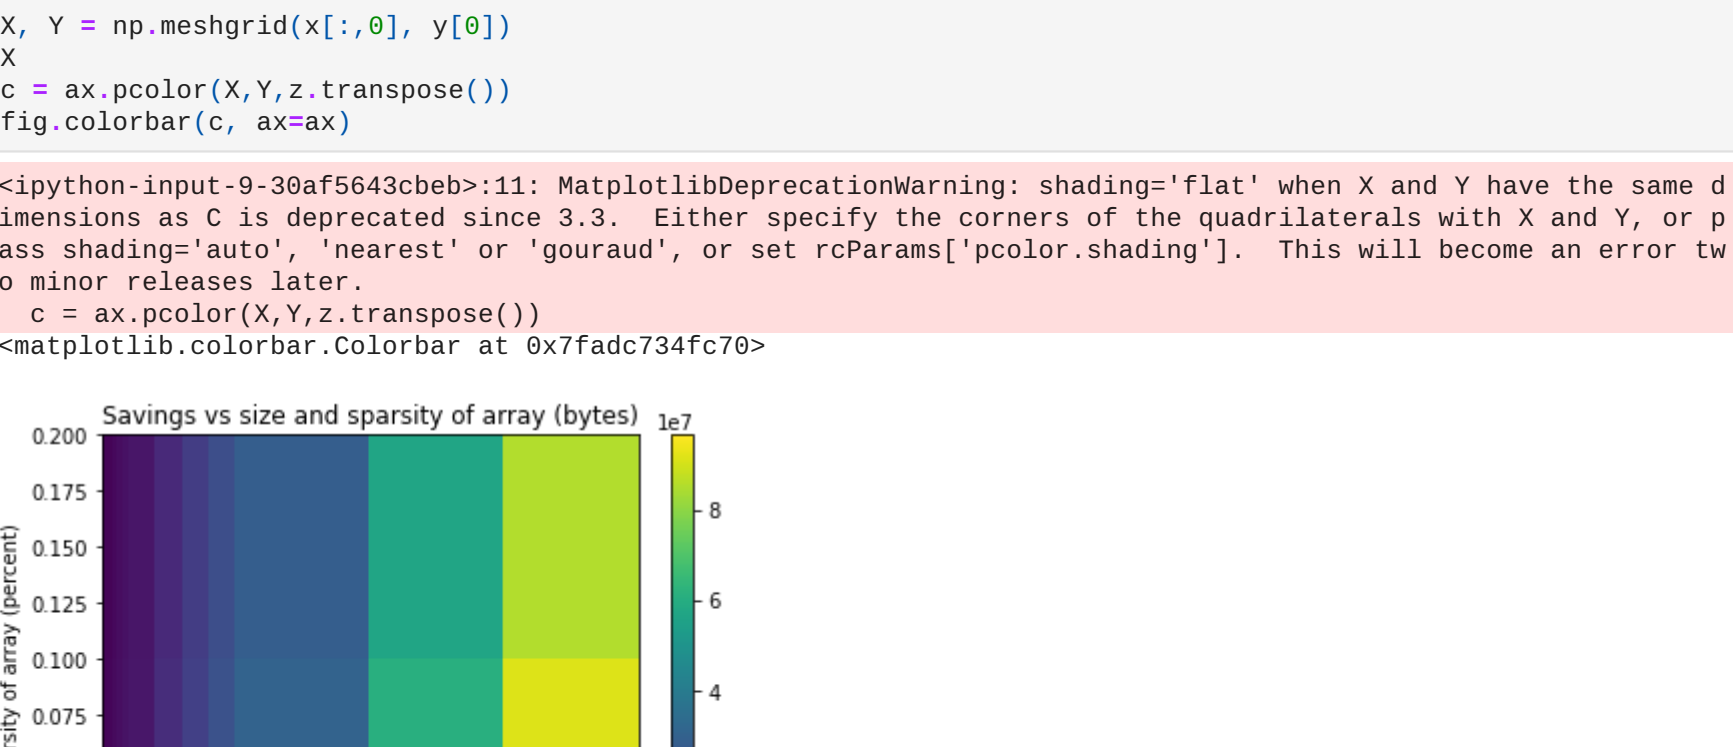 X, Y = np.meshgrid(x[:,0], y[0])
X
c = ax.pcolor(X,Y,z.transpose())
fig.colorbar(c, ax=ax)
<ipython-input-9-30af5643cbeb>:11: MatplotlibDeprecationWarning: shading='flat' when X and Y have the same d
imensions as C is deprecated since 3.3.  Either specify the corners of the quadrilaterals with X and Y, or p
ass shading='auto', 'nearest' or 'gouraud', or set rcParams['pcolor.shading'].  This will become an error tw
o minor releases later.
  c = ax.pcolor(X,Y,z.transpose())
<matplotlib.colorbar.Colorbar at 0x7fadc734fc70>
Savings vs size and sparsity of array (bytes)
1e7
0.200
0.175
0.150
0.125
0.100
0.075
rsity of array (percent)
8
6
4